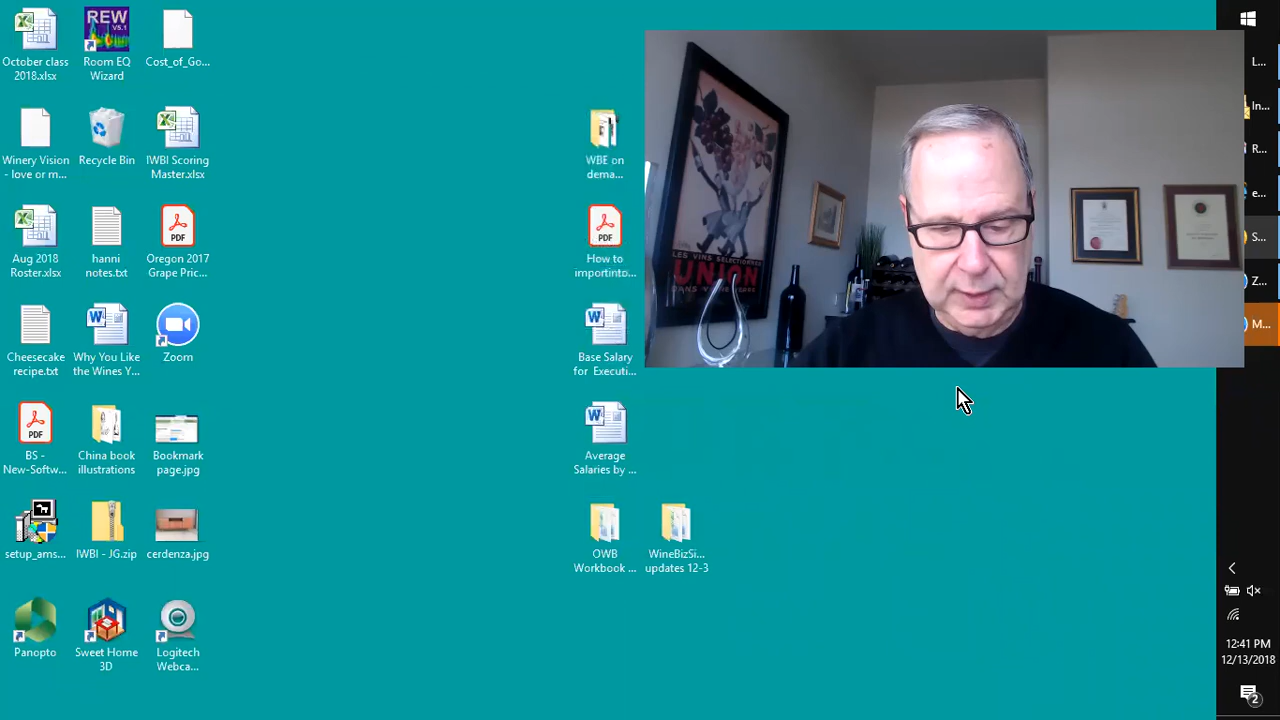 REW
V5.1
October class
2018.xlsx
Room EQ
Wizard
Cost_of_Go...
Winery Vision
- love or m...
Recycle Bin
IWBI Scoring
Master.xlsx
PDF
Aug 2018
Roster.xlsx
hanni
notes.txt
Oregon 2017
Grape Pric...
Cheesecake
recipe.txt
Why You Like
the Wines Y...
Zoom
PDF
BS -
New-Softw...
China book
illustrations
Bookmark
page.jpg
setup_ams...
IWBI - JG.zip
cerdenza.jpg
Panopto
Sweet Home
3D
Logitech
Webca...
WBE on
dema...
PDF
How to
importinto...
Base Salary
for Executi...
Average
Salaries by ...
OWB
Workbook ...
WineBizSi...
updates 12-3
LES VINS SELECTIONNES
UNION
L...
In...
R...
e...
S...
Z...
M...
12:41 PM
12/13/2018
2